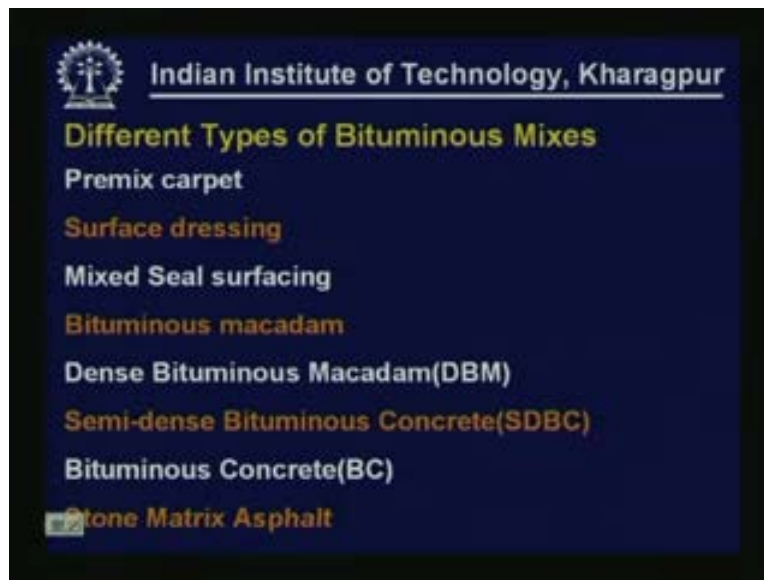 Indian Institute of Technology, Kharagpur
Different Types of Bituminous Mixes
Premix carpet
Surface dressing
Mixed Seal surfacing
Bituminous macadam
Dense Bituminous Macadam(DBM)
Semi-dense Bituminous Concrete(SDBC)
Bituminous Concrete(BC)
Stone Matrix Asphalt